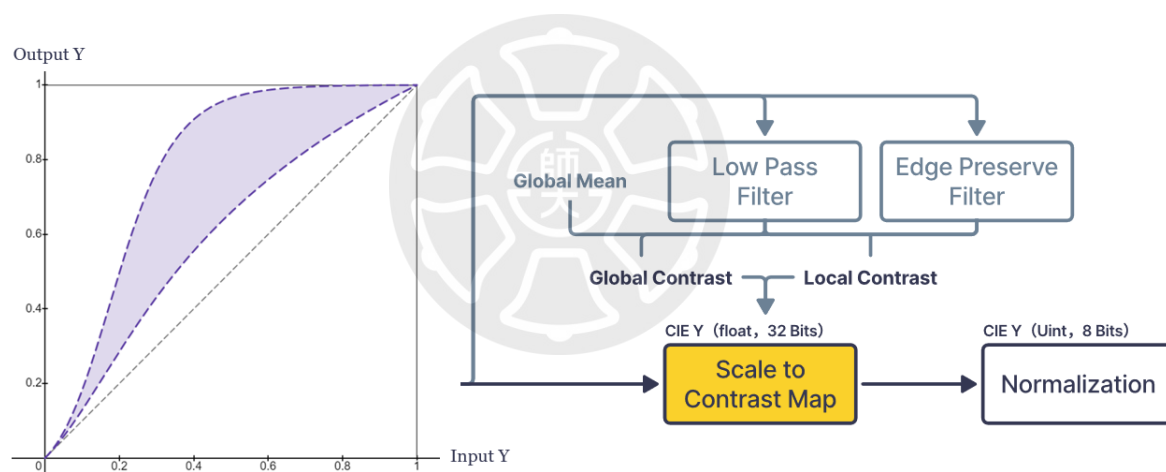 Output Y
1
0.8
0.6
0.4
0.2
0
0.2
0.4
0.6
0.8
1
Input Y
師大
Global Mean
Low Pass
Filter
Edge Preserve
Filter
Global Contrast
Local Contrast
CIE Y（float，32 Bits）
CIE Y（Uint，8 Bits）
Scale to
Contrast Map
Normalization